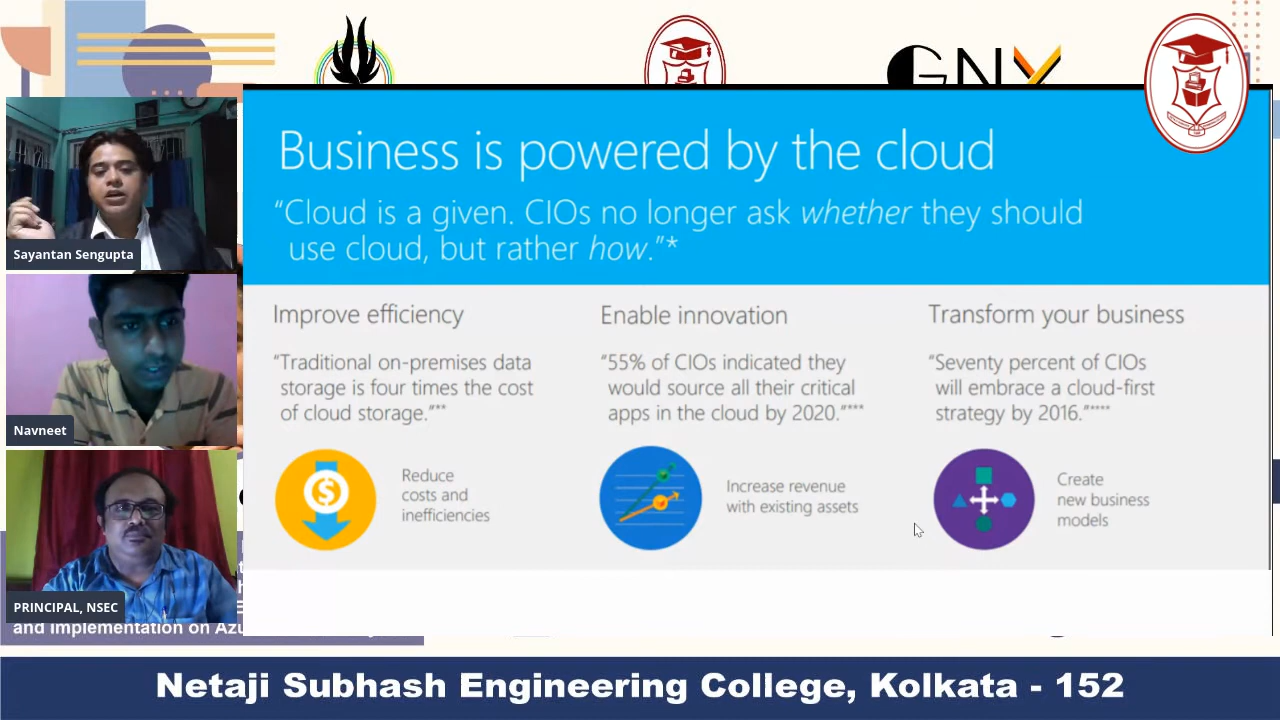 GNX
Business is powered by the cloud
"Cloud is a given. CIOs no longer ask whether they should
use cloud, but rather how."*
Sayantan Sengupta
Improve efficiency
"Traditional on-premises data
storage is four times the cost
of cloud storage."**
Reduce
costs and
inefficiencies
Enable innovation
"55% of CIOs indicated they
would source all their critical
apps in the cloud by 2020."***
Increase revenue
with existing assets
Transform your business
"Seventy percent of CIOs
will embrace a cloud-first
strategy by 2016."****
Create
new business
models
Navneet
PRINCIPAL, NSEC
and Implementation on Azu
Netaji Subhash Engineering College, Kolkata - 152